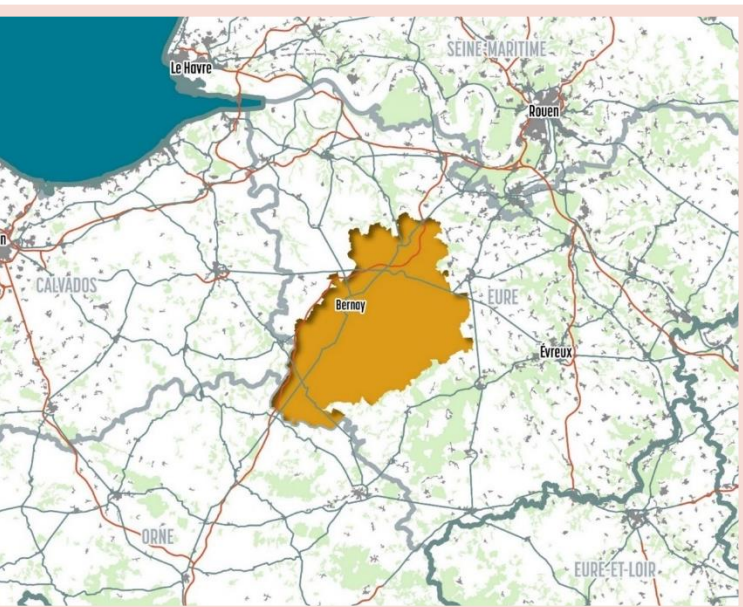 SEINE-MARITIME
Le Havre
Rouen
n
CALVADOS
Bernay
EURE
Évreux
ORNE
EURE-ET-LOIR